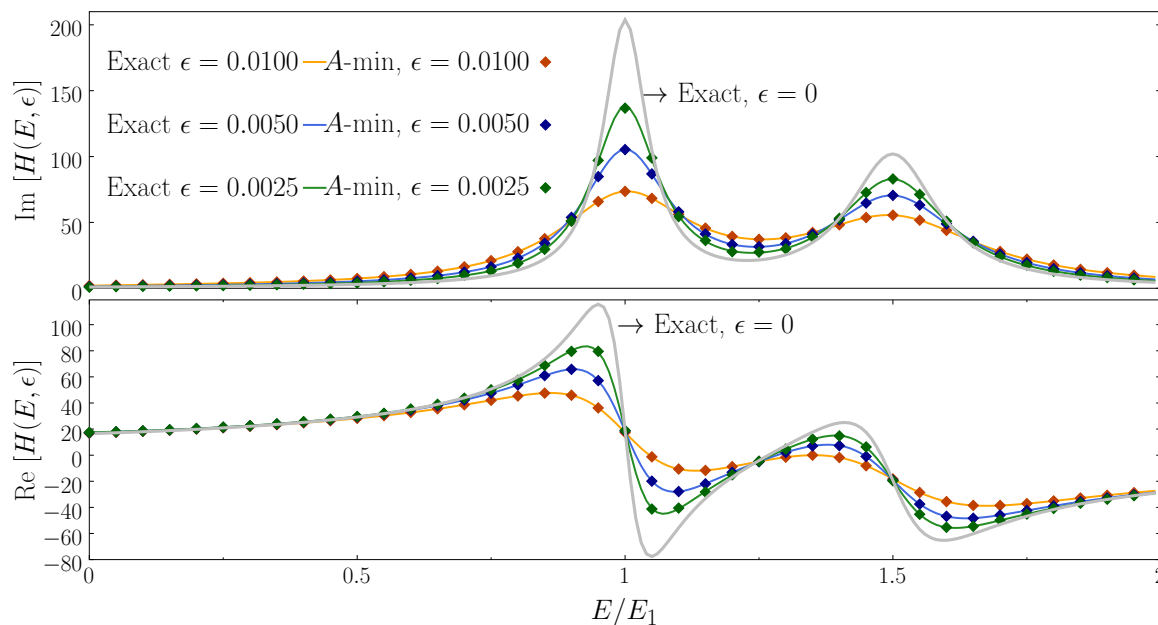 200
150
100
50
0
Im [H(E, ϵ)]
Exact ϵ = 0.0100 A-min, ϵ = 0.0100
Exact ϵ = 0.0050 A-min, ϵ = 0.0050
Exact ϵ = 0.0025 A-min, ϵ = 0.0025
→ Exact, ϵ = 0
100
80
60
40
20
0
−20
−40
−60
−80
Re [H(E, ϵ)]
→ Exact, ϵ = 0
0 0.5 1 1.5 2
E/E₁